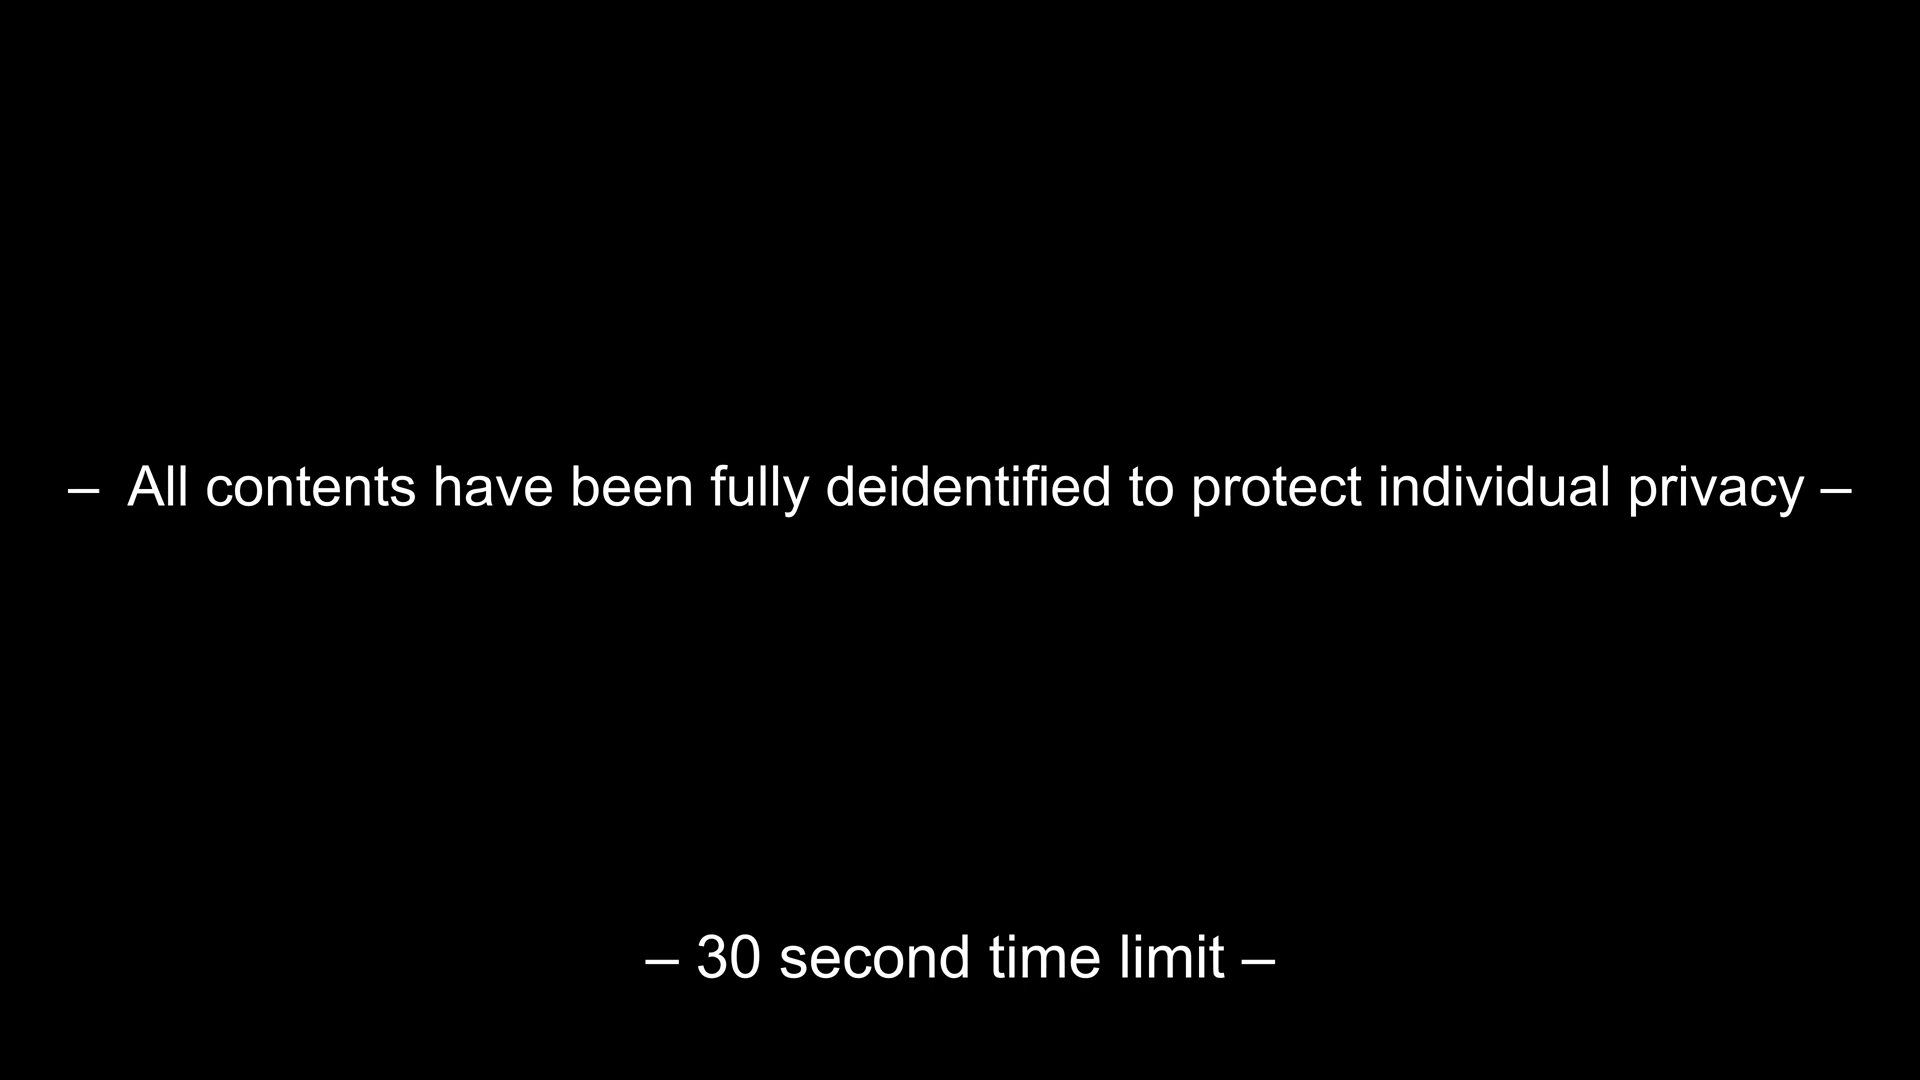 – All contents have been fully deidentified to protect individual privacy –
– 30 second time limit –